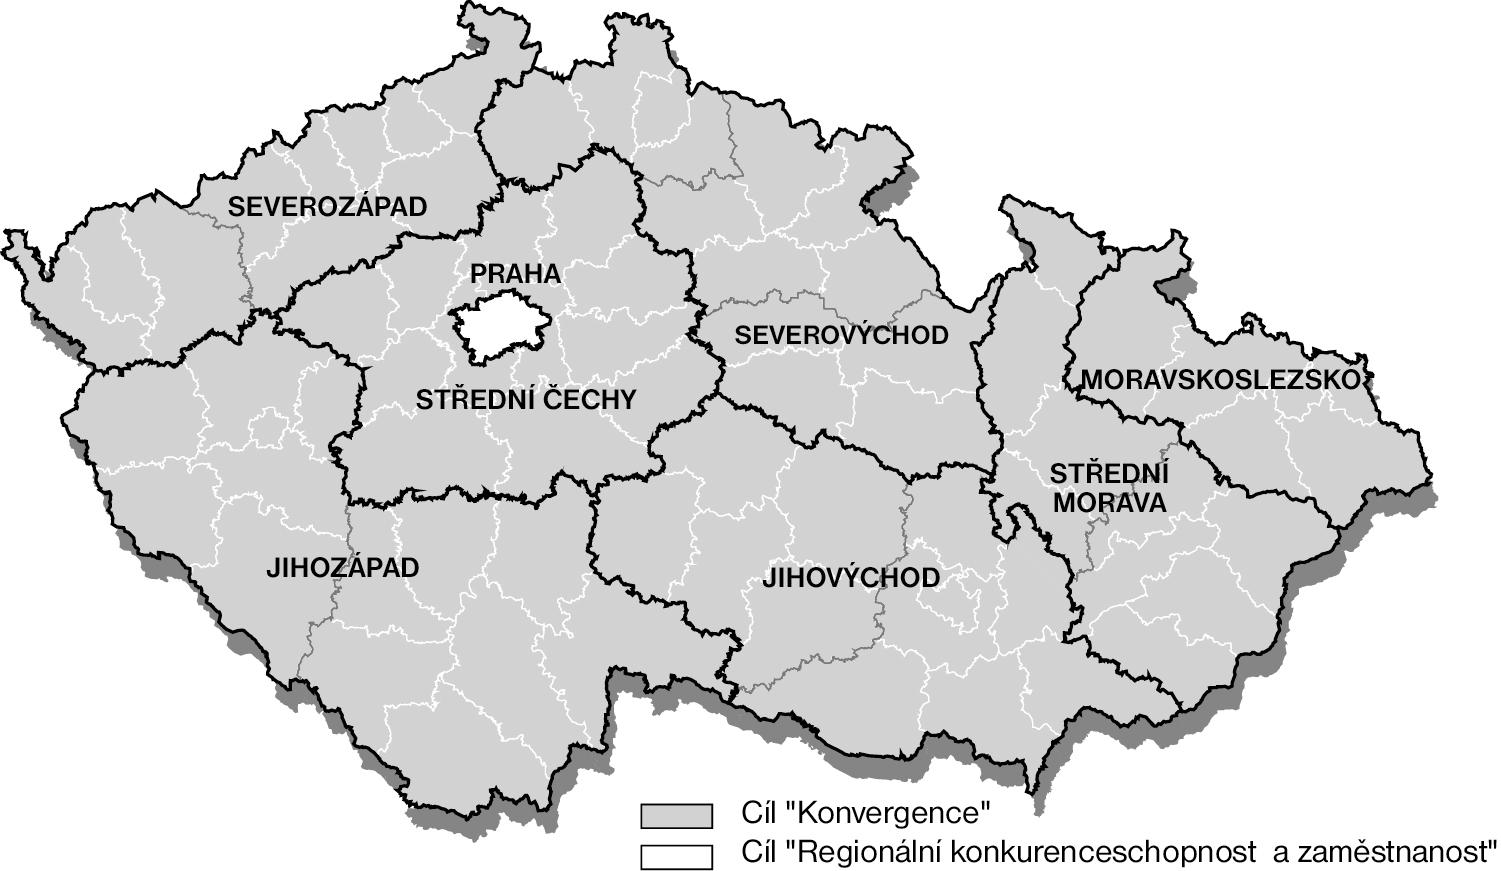 SEVEROZÁPAD
PRAHA
SEVEROVÝCHOD
MORAVSKOSLEZSKO
STŘEDNÍ ČECHY
STŘEDNÍ
MORAVA
JIHOZÁPAD
JIHOVÝCHOD
Cíl "Konvergence"
Cíl "Regionální konkurenceschopnost a zaměstnanost"